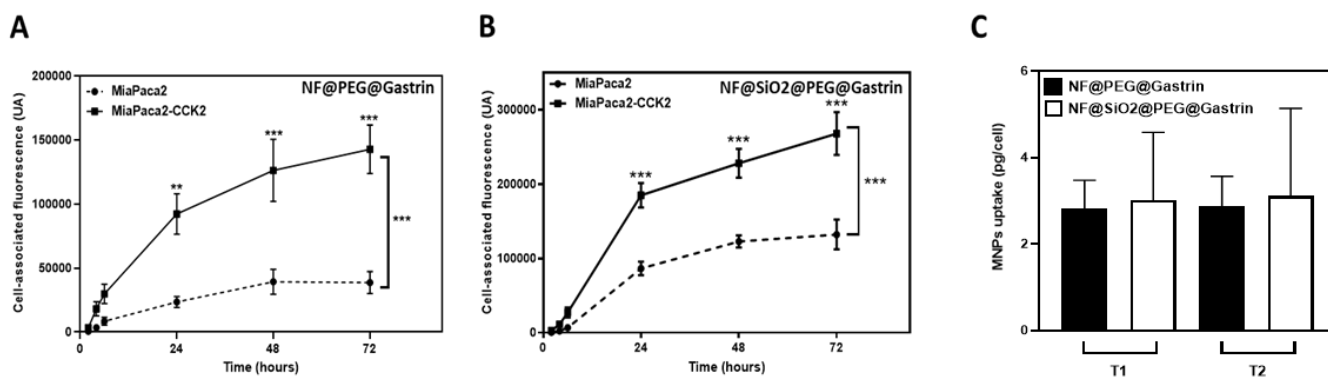 A
200000
150000
100000
50000
0
Cell-associated fluorescence (UA)
MiaPaca2
MiaPaca2-CCK2
NF@PEG@Gastrin
**
***
***
***
0
24
48
72
Time (hours)
B
300000
200000
100000
0
Cell-associated fluorescence (UA)
MiaPaca2
MiaPaca2-CCK2
NF@SiO2@PEG@Gastrin
***
***
***
***
0
24
48
72
Time (hours)
C
6
4
2
0
MNPs uptake (pg/cell)
NF@PEG@Gastrin
NF@SiO2@PEG@Gastrin
T1
T2